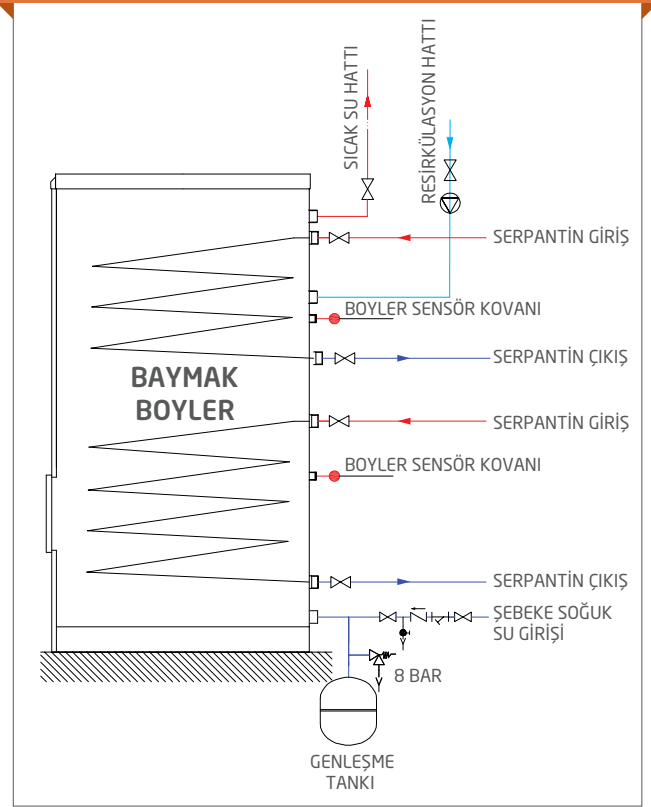 SICAK SU HATTI
RESİRKÜLASYON HATTI
SERPANTİN GİRİŞ
BOYLER SENSÖR KOVANI
SERPANTİN ÇIKIŞ
BAYMAK
BOYLER
SERPANTİN GİRİŞ
BOYLER SENSÖR KOVANI
SERPANTİN ÇIKIŞ
ŞEBEKE SOĞUK
SU GİRİŞİ
8 BAR
GENLEŞME
TANKI